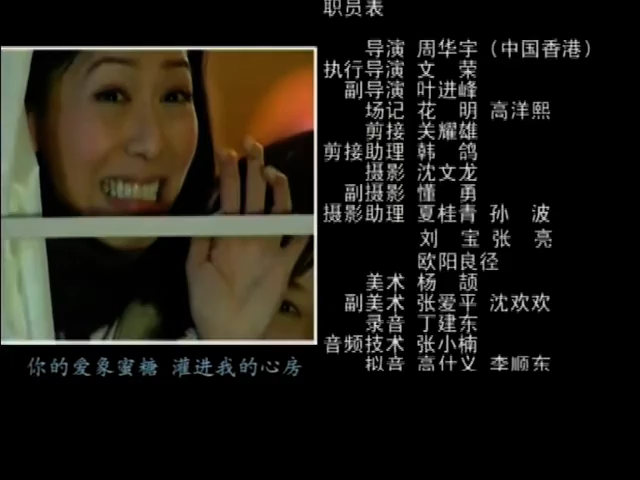 职员表
导演 周华宇（中国香港）
执行导演 文 荣
副导演 叶进峰
场记 花 明 高洋熙
剪接 关耀雄
剪接助理 韩 鸽
摄影 沈文龙
副摄影 懂 勇
摄影助理 夏桂青 孙 波
刘 宝 张 亮
欧阳良径
美术 杨 颉
副美术 张爱平 沈欢欢
录音 丁建东
音频技术 张小楠
拟音 高仕义 李顺东
你的爱象蜜糖 灌进我的心房